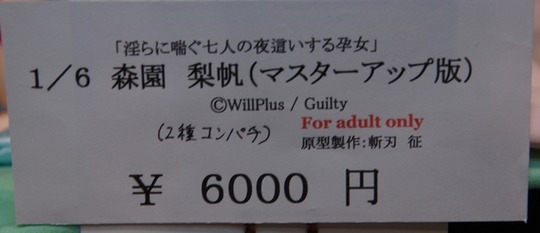 「淫らに喘ぐ七人の夜這いする孕女」
1／6 森園 梨帆(マスターアップ版)
©WillPlus / Guilty
(2種コンパチ) For adult only
原型製作:斬刃 征
¥ 6000 円